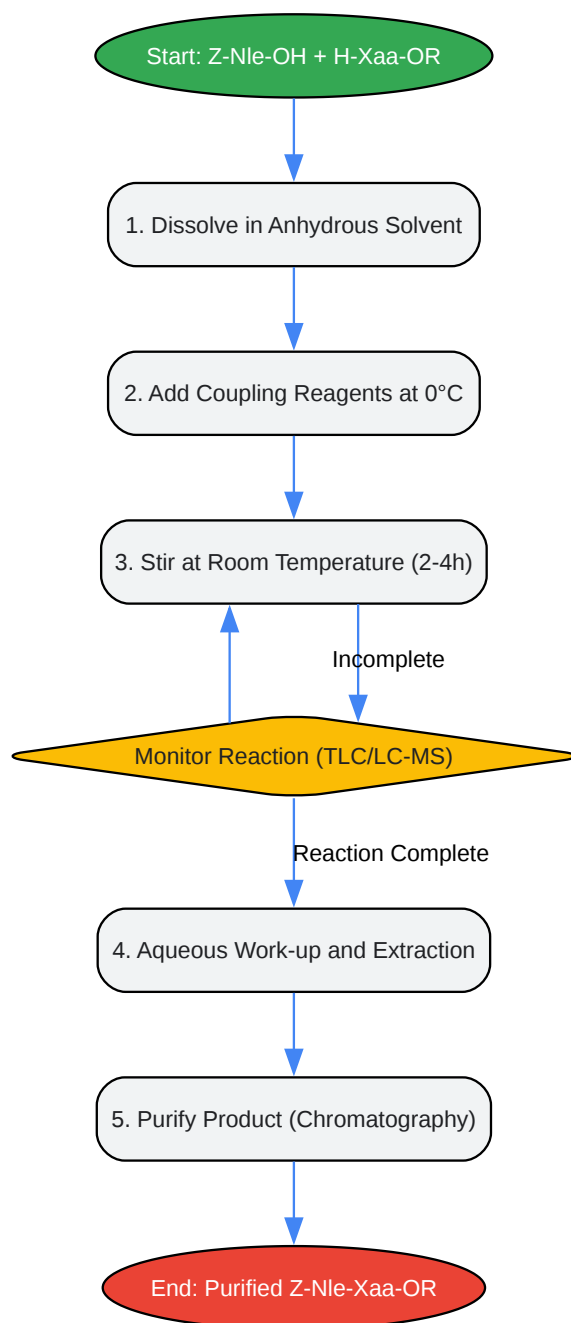 Start: Z-Nle-OH + H-Xaa-OR
1. Dissolve in Anhydrous Solvent
2. Add Coupling Reagents at 0°C
3. Stir at Room Temperature (2-4h)
Incomplete
Monitor Reaction (TLC/LC-MS)
Reaction Complete
4. Aqueous Work-up and Extraction
5. Purify Product (Chromatography)
End: Purified Z-Nle-Xaa-OR